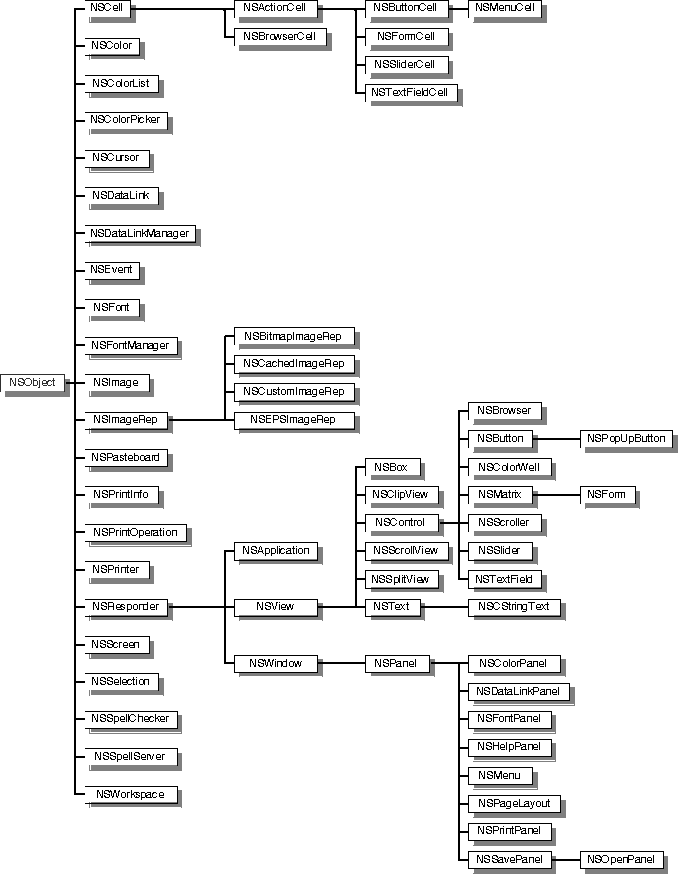 NSCell
NSActionCell
NSButtonCell
NSMenuCell
NSBrowserCell
NSFormCell
NSColor
NSSliderCell
NSColorList
NSTextFieldCell
NSColorPicker
NSCursor
NSDataLink
NSDataLinkManager
NSEvent
NSFont
NSBitmapImageRep
NSFontManager
NSCachedImageRep
NSObject
NSImage
NSCustomImageRep
NSImageRep
NSEPSImageRep
NSBrowser
NSButton
NSPopUpButton
NSPasteboard
NSBox
NSColorWell
NSPrintInfo
NSClipView
NSMatrix
NSForm
NSControl
NSScroller
NSPrintOperation
NSApplication
NSScrollView
NSSlider
NSPrinter
NSSplitView
NSTextField
NSResponder
NSView
NSText
NSCStringText
NSScreen
NSWindow
NSPanel
NSColorPanel
NSSelection
NSDataLinkPanel
NSSpellChecker
NSFontPanel
NSHelpPanel
NSSpellServer
NSMenu
NSWorkspace
NSPageLayout
NSPrintPanel
NSSavePanel
NSOpenPanel